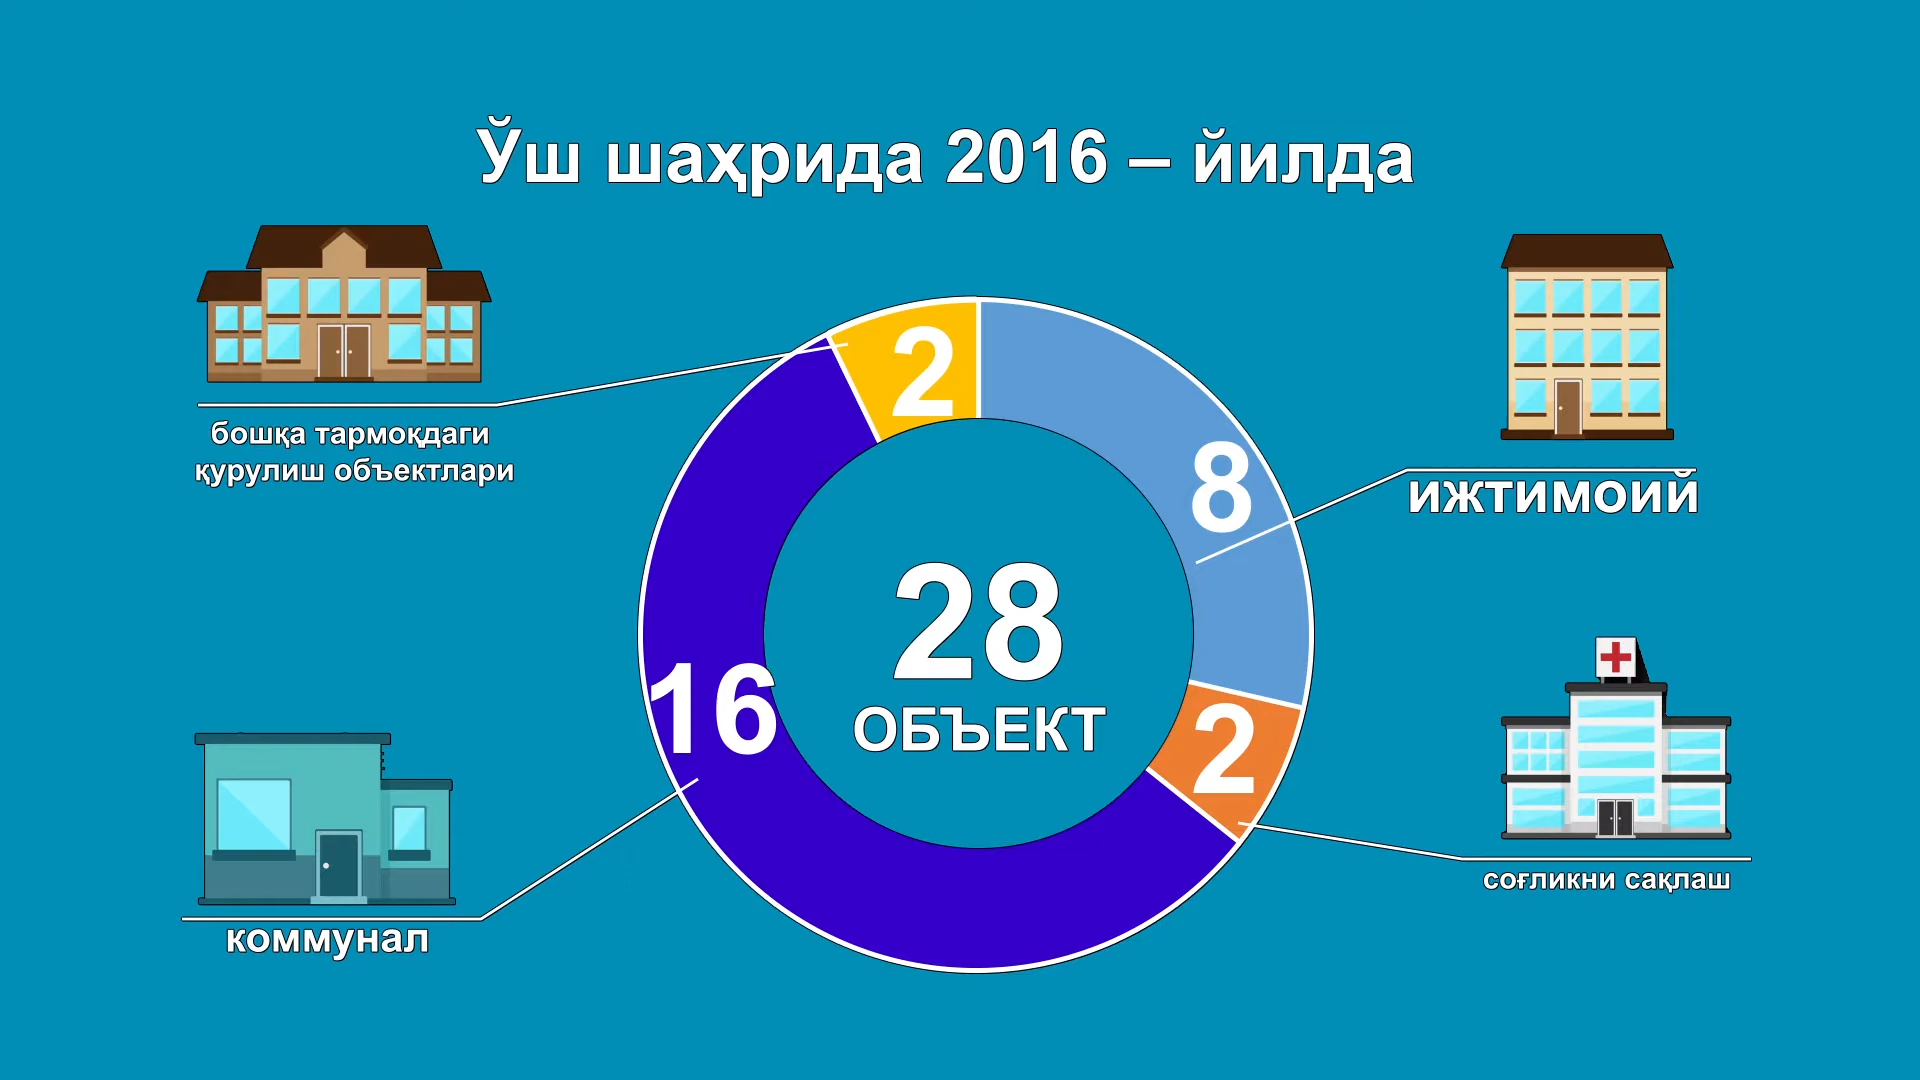 Ўш шаҳрида 2016 – йилда
бошқа тармоқдаги
қурулиш объектлари
2
8
ижтимоий
28
ОБЪЕКТ
16
2
соғликни сақлаш
коммунал